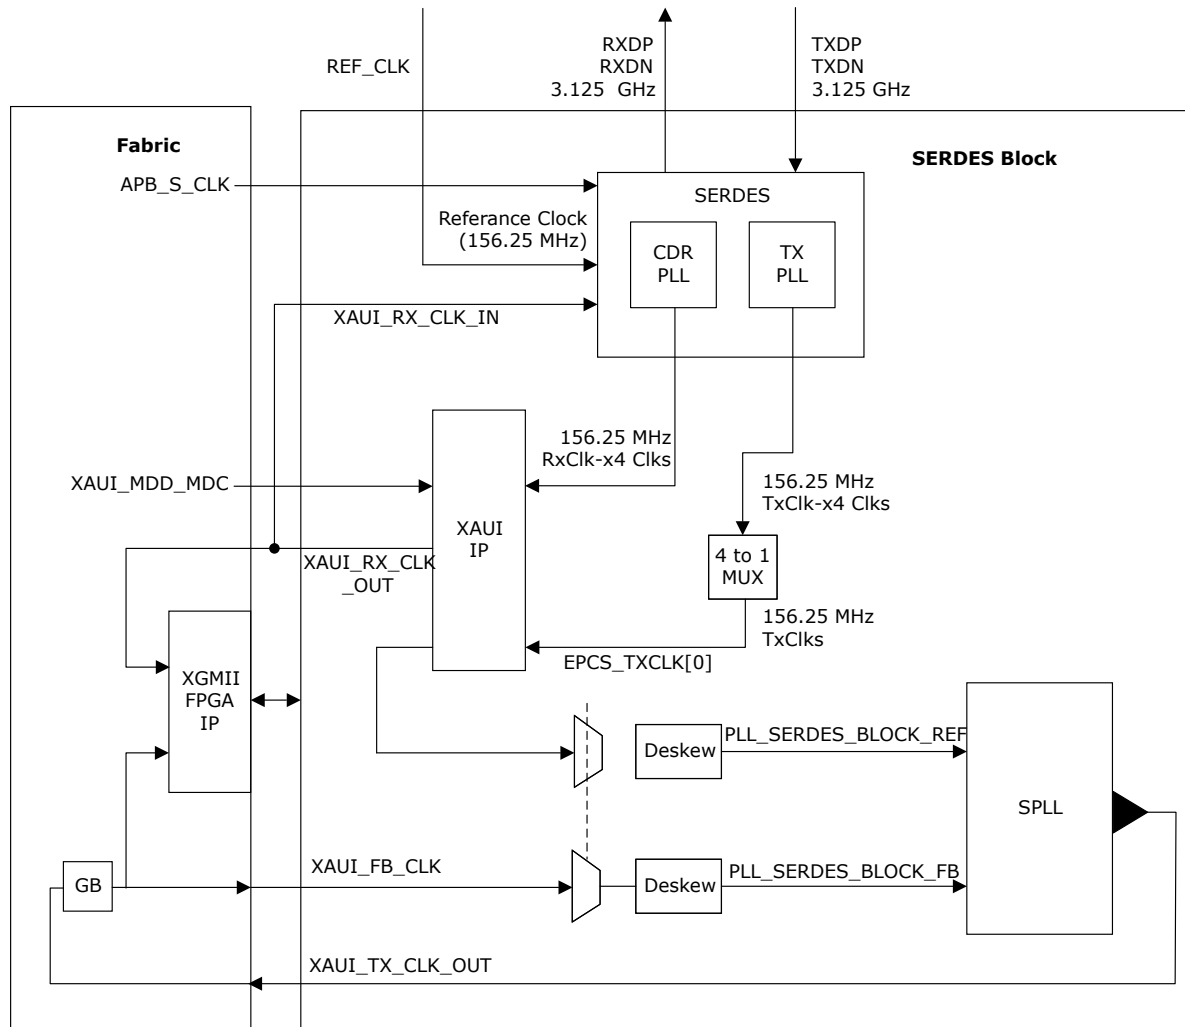 REF_CLK
RXDP
RXDN
3.125  GHz
TXDP
TXDN
3.125 GHz
Fabric
SERDES Block
APB_S_CLK
SERDES
Referance Clock
(156.25 MHz)
CDR
PLL
TX
PLL
XAUI_RX_CLK_IN
156.25 MHz
RxClk-x4 Clks
XAUI_MDD_MDC
156.25 MHz
TxClk-x4 Clks
XAUI
IP
4 to 1
MUX
XAUI_RX_CLK
_OUT
156.25 MHz
TxClks
EPCS_TXCLK[0]
XGMII
FPGA
IP
Deskew
PLL_SERDES_BLOCK_REF
SPLL
GB
XAUI_FB_CLK
Deskew
PLL_SERDES_BLOCK_FB
XAUI_TX_CLK_OUT